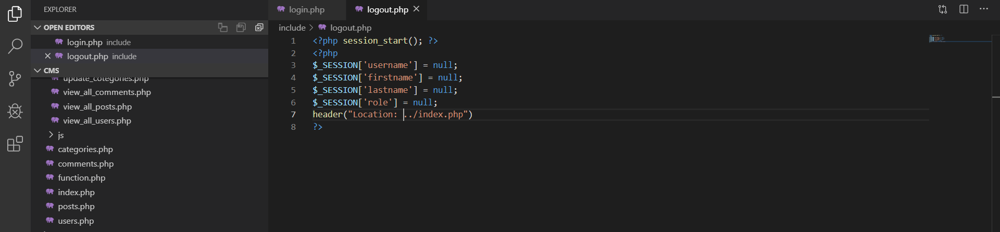 EXPLORER
OPEN EDITORS
login.php include
logout.php include
CMS
update_cotegories.php
view_all_comments.php
view_all_posts.php
view_all_users.php
js
categories.php
comments.php
function.php
index.php
posts.php
users.php
login.php
logout.php
include > logout.php
1 <?php session_start(); ?>
2 <?php
3 $_SESSION['username'] = null;
4 $_SESSION['firstname'] = null;
5 $_SESSION['lastname'] = null;
6 $_SESSION['role'] = null;
7 header("Location: ../index.php")
8 ?>